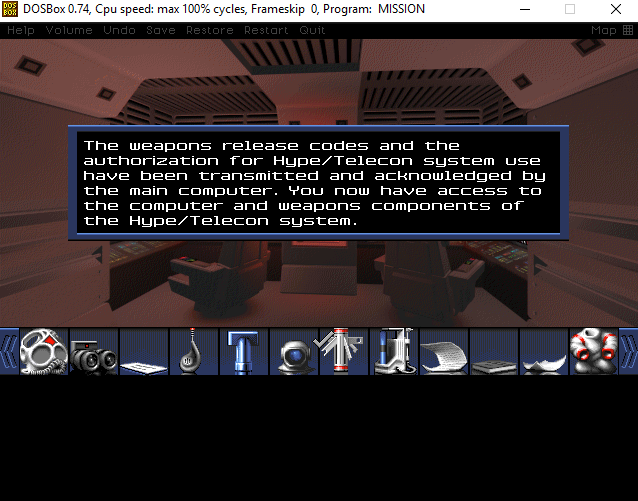 DOSBox 0.74, Cpu speed: max 100% cycles, Frameskip 0, Program: MISSION
Help Volume Undo Save Restore Restart Quit Map
The weapons release codes and the
authorization for Hype/Telecon system use
have been transmitted and acknowledged by
the main computer. You now have access to
the computer and weapons components of
the Hype/Telecon system.